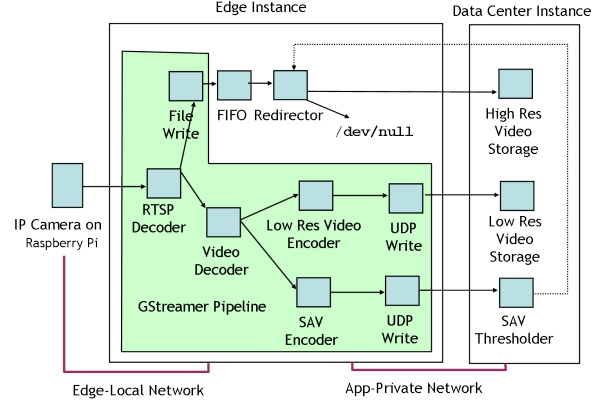 Edge Instance
Data Center Instance
File
Write
FIFO
Redirector
/dev/null
High Res
Video
Storage
IP Camera on
Raspberry Pi
RTSP
Decoder
Video
Decoder
Low Res Video
Encoder
UDP
Write
Low Res
Video
Storage
GStreamer Pipeline
SAV
Encoder
UDP
Write
SAV
Thresholder
Edge-Local Network
App-Private Network